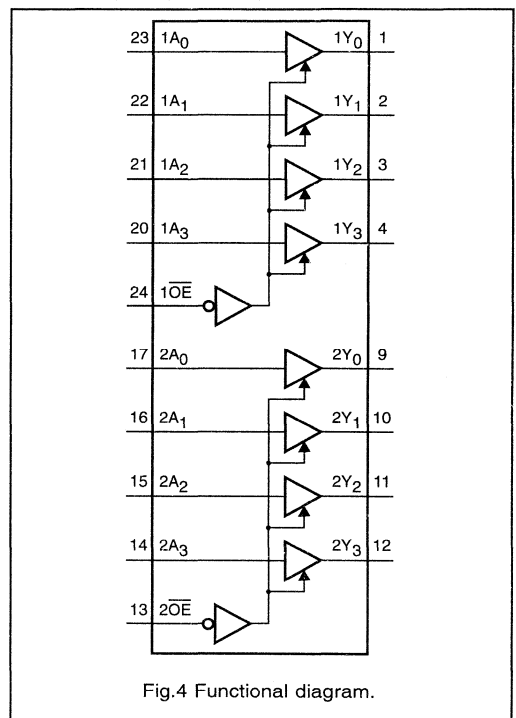 23 1A0 1Y0 1
22 1A1 1Y1 2
21 1A2 1Y2 3
20 1A3 1Y3 4
24 1O̅E̅
17 2A0 2Y0 9
16 2A1 2Y1 10
15 2A2 2Y2 11
14 2A3 2Y3 12
13 2O̅E̅
Fig.4 Functional diagram.